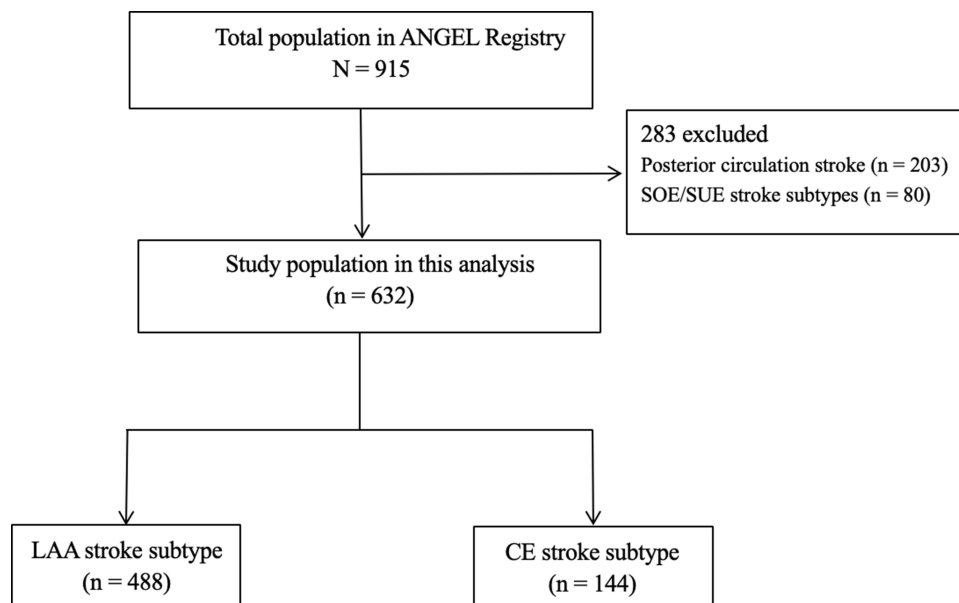 Total population in ANGEL Registry
N = 915
283 excluded
Posterior circulation stroke (n = 203)
SOE/SUE stroke subtypes (n = 80)
Study population in this analysis
(n = 632)
LAA stroke subtype
(n = 488)
CE stroke subtype
(n = 144)